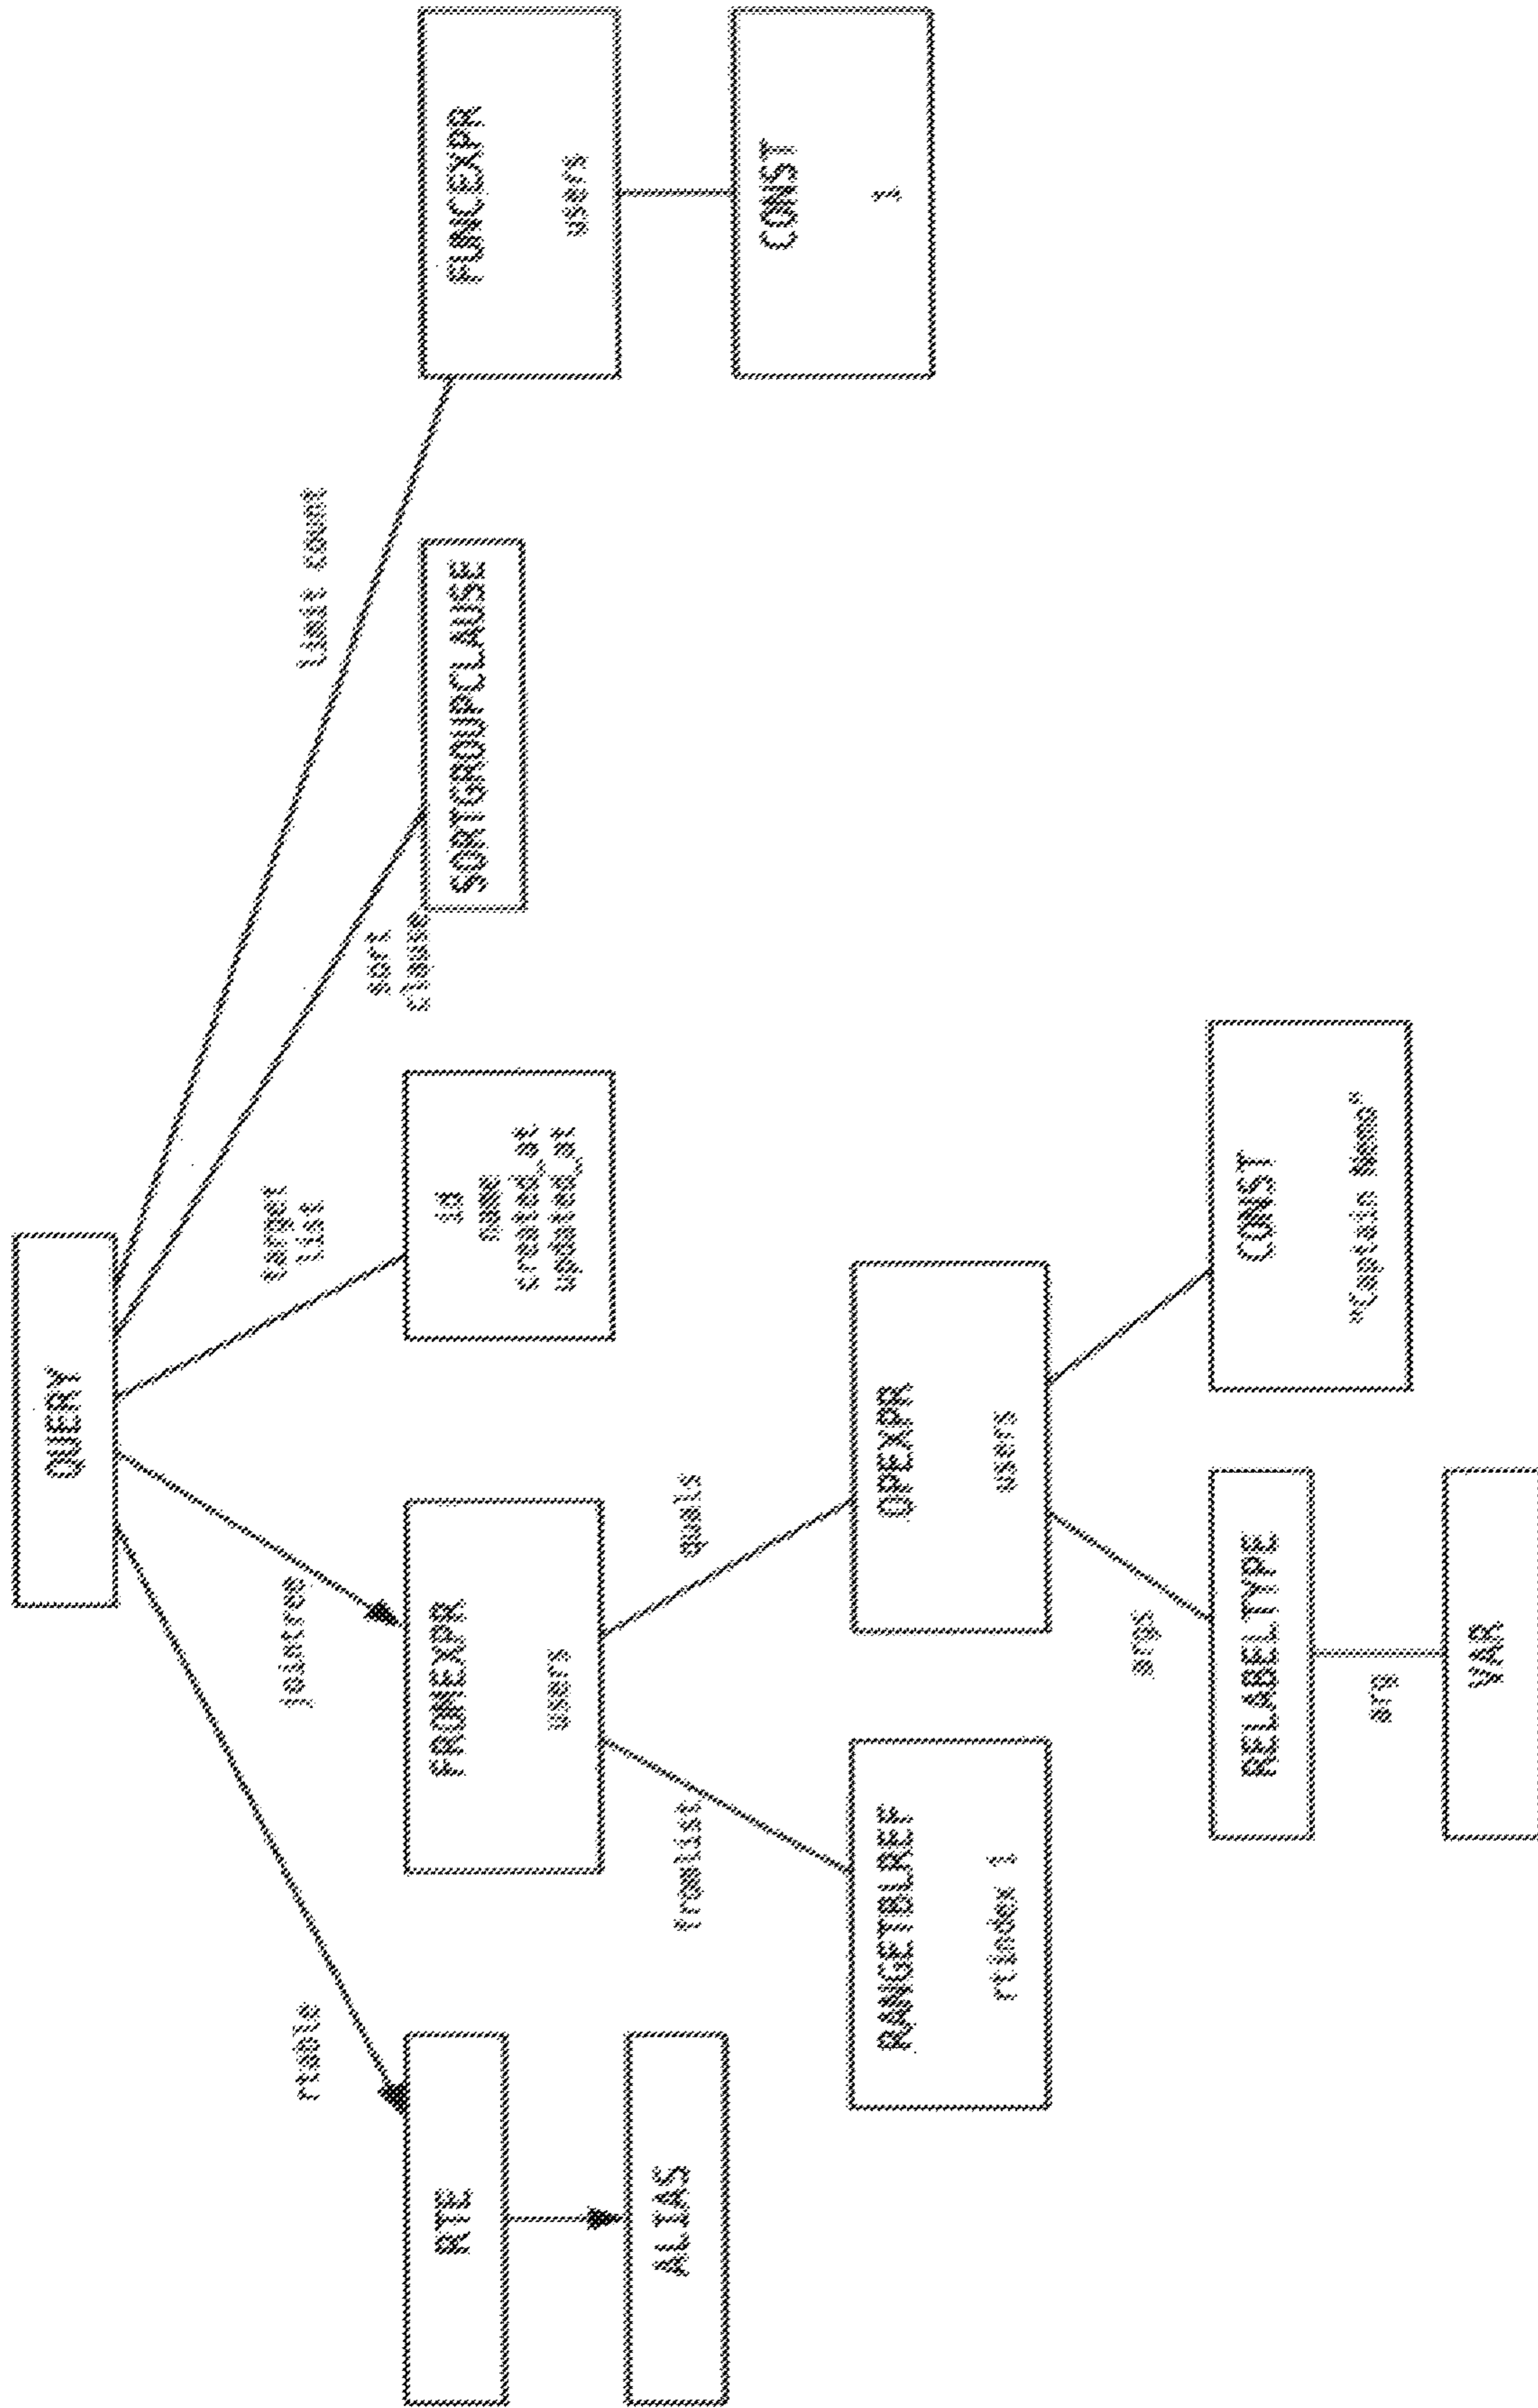 QUERY
rtable
jointree
target
list
sort
clause
limit count
RTE
FROMEXPR
users
id
name
created_at
updated_at
SORTGROUPCLAUSE
FUNCEXPR
users
ALIAS
fromlist
quals
CONST
1
RANGETBLREF
rtindex 1
OPEXPR
users
args
RELABELTYPE
CONST
"Captain Nemo"
arg
VAR